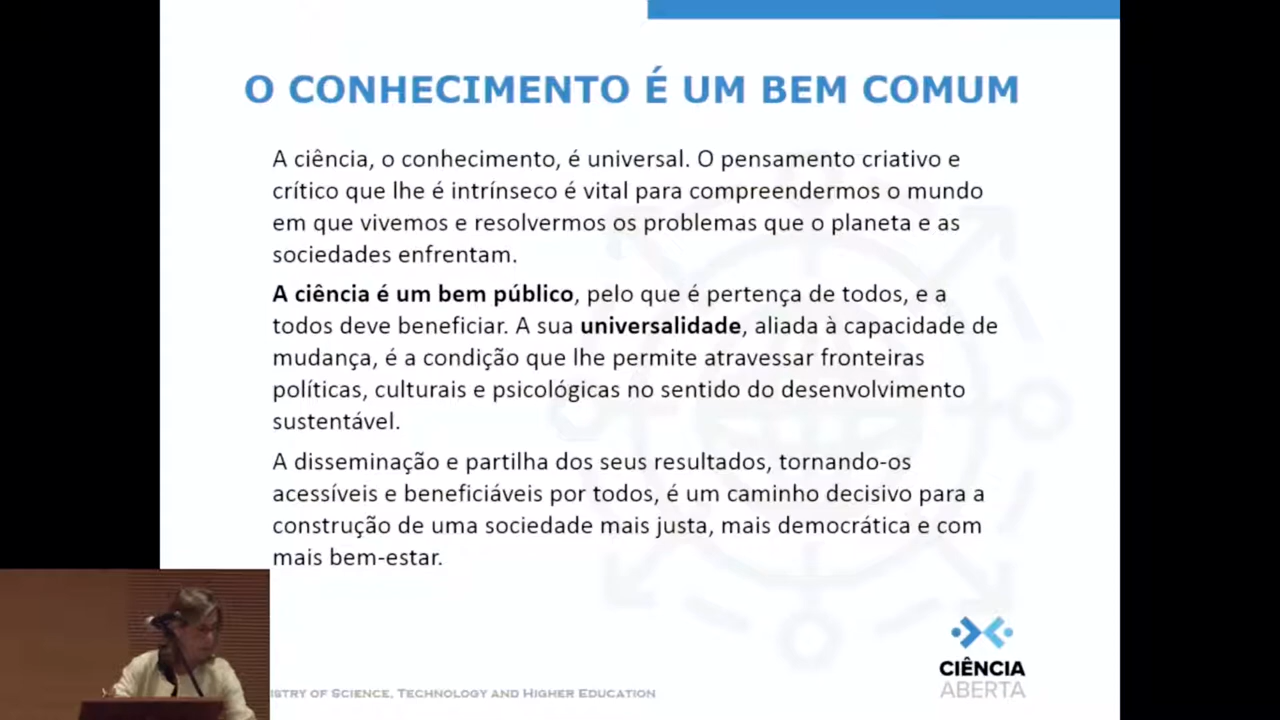 O CONHECIMENTO É UM BEM COMUM
A ciência, o conhecimento, é universal. O pensamento criativo e
crítico que lhe é intrínseco é vital para compreendermos o mundo
em que vivemos e resolvermos os problemas que o planeta e as
sociedades enfrentam.
A ciência é um bem público, pelo que é pertença de todos, e a
todos deve beneficiar. A sua universalidade, aliada à capacidade de
mudança, é a condição que lhe permite atravessar fronteiras
políticas, culturais e psicológicas no sentido do desenvolvimento
sustentável.
A disseminação e partilha dos seus resultados, tornando-os
acessíveis e beneficiáveis por todos, é um caminho decisivo para a
construção de uma sociedade mais justa, mais democrática e com
mais bem-estar.
CIÊNCIA
ABERTA
ISTRY OF SCIENCE, TECHNOLOGY AND HIGHER EDUCATION